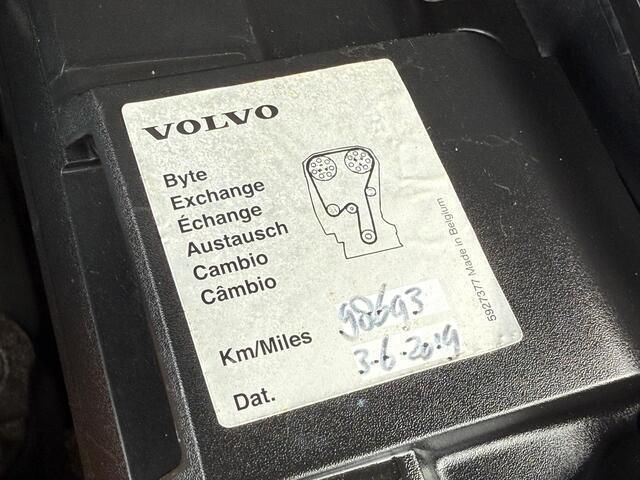 VOLVO
Byte
Exchange
Échange
Austausch
Cambio
Câmbio
Km/Miles 98693
Dat. 3-6-2019
5927377 Made in Belgium